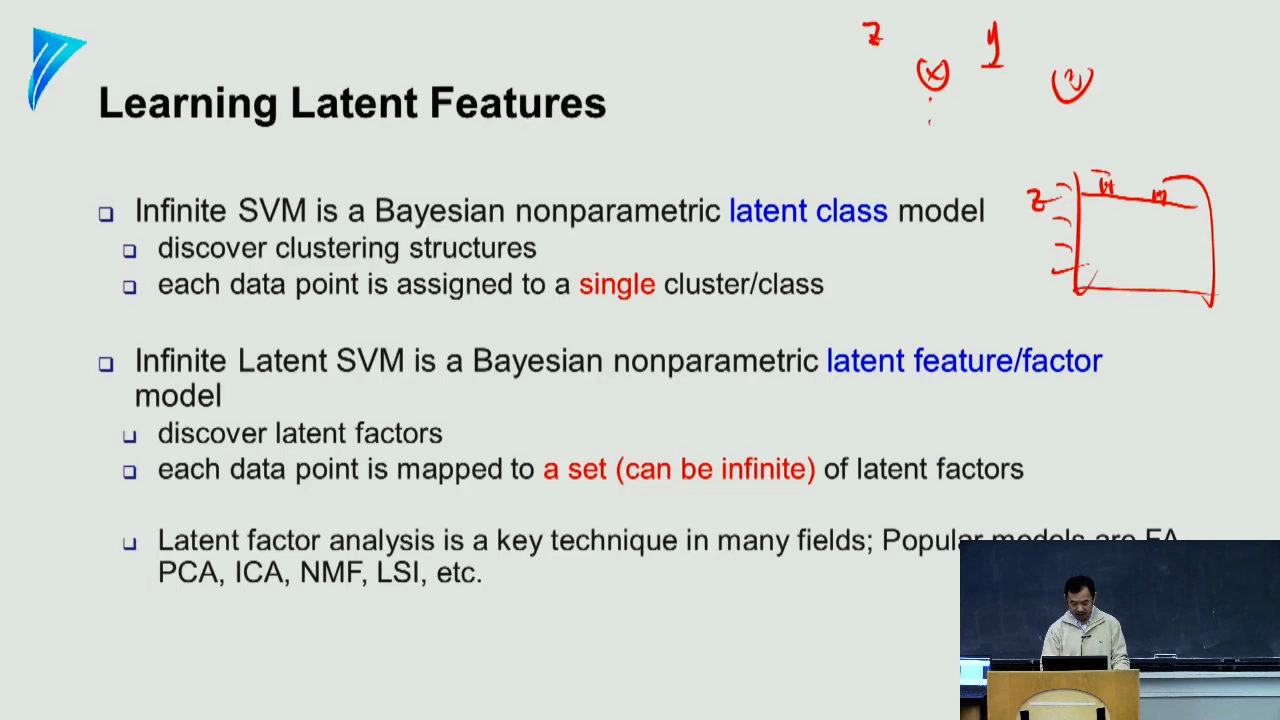 z
y
x
Learning Latent Features
Infinite SVM is a Bayesian nonparametric latent class model
z
discover clustering structures
each data point is assigned to a single cluster/class
Infinite Latent SVM is a Bayesian nonparametric latent feature/factor
model
discover latent factors
each data point is mapped to a set (can be infinite) of latent factors
Latent factor analysis is a key technique in many fields; Popular models are FA
PCA, ICA, NMF, LSI, etc.